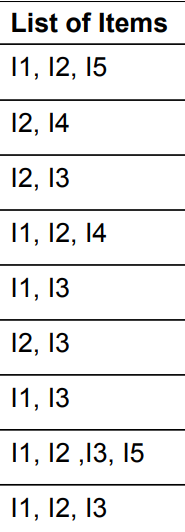 List of Items
I1, I2, I5
I2, I4
I2, I3
I1, I2, I4
I1, I3
I2, I3
I1, I3
I1, I2 ,I3, I5
I1, I2, I3